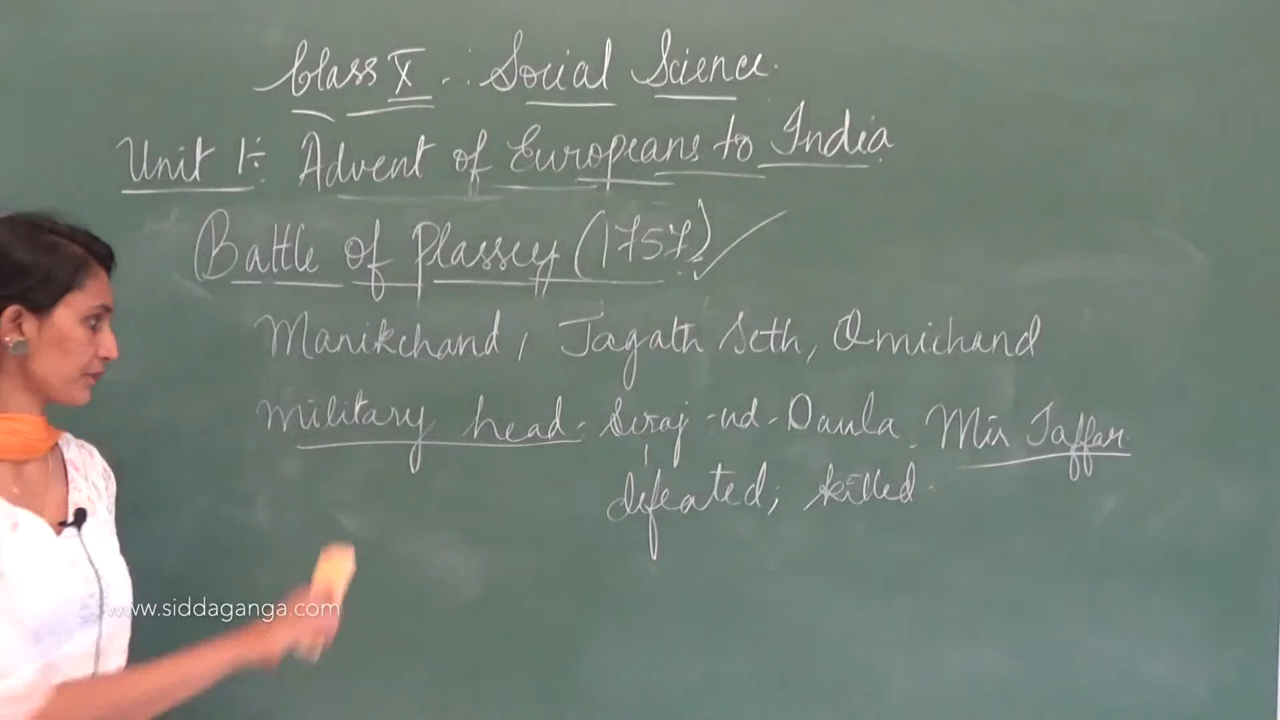 Class X .: Social Science.
Unit 1:- Advent of Europeans to India.
Battle of Plassey (1757) ✓
Manikchand, Jagath Seth, Omichand
Military head - Siraj-ud-Daula - Mir Jaffar.
defeated; killed.
www.siddaganga.com